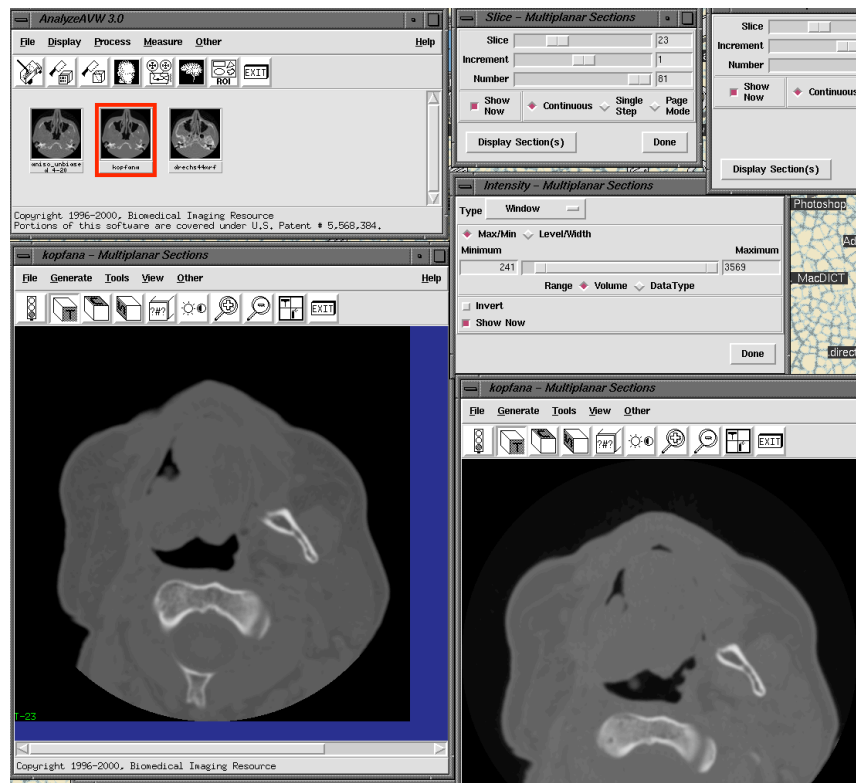 AnalyzeAVW 3.0
File Display Process Measure Other Help
ROI EXIT
kopfana
Copyright 1996-2000, Biomedical Imaging Resource
Portions of this software are covered under U.S. Patent # 5,568,384.
Slice – Multiplanar Sections
Slice 23
Increment 1
Number 81
Show Now Continuous Single Step Page Mode
Display Section(s) Done
Slice
Increment
Number
Show Now Continuous
Display Section(s)
Intensity – Multiplanar Sections
Type Window
Max/Min Level/Width
Minimum Maximum
241 3569
Range Volume DataType
Invert
Show Now
Done
Photoshop
Ad
MacDICT
direct
kopfana – Multiplanar Sections
File Generate Tools View Other Help
?#? EXIT
T-23
Copyright 1996-2000, Biomedical Imaging Resource
kopfana – Multiplanar Sections
File Generate Tools View Other
?#? EXIT